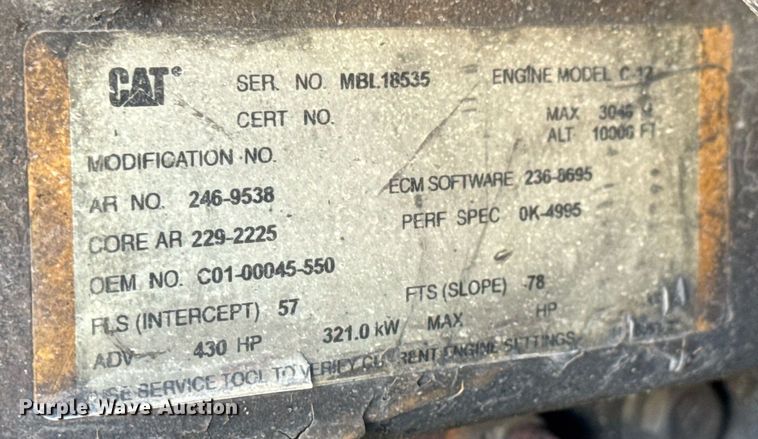 CAT®
SER. NO. MBL18535
ENGINE MODEL C-12
CERT NO.
MAX 3046 M
ALT 10000 FT
MODIFICATION NO.
AR NO. 246-9538
ECM SOFTWARE 236-8695
CORE AR 229-2225
PERF SPEC 0K-4995
OEM NO. C01-00045-550
FLS (INTERCEPT) 57
FTS (SLOPE) -78
ADV 430 HP 321.0 kW MAX HP
USE SERVICE TOOL TO VERIFY CURRENT ENGINE SETTINGS
Purple Wave Auction